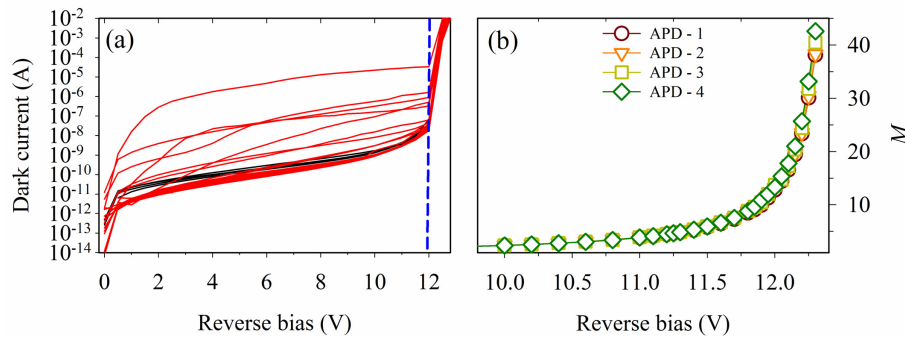 (a)
Dark current (A)
10⁻²
10⁻³
10⁻⁴
10⁻⁵
10⁻⁶
10⁻⁷
10⁻⁸
10⁻⁹
10⁻¹⁰
10⁻¹¹
10⁻¹²
10⁻¹³
10⁻¹⁴
0 2 4 6 8 10 12
Reverse bias (V)
(b)
APD - 1
APD - 2
APD - 3
APD - 4
40
30
20
10
M
10.0 10.5 11.0 11.5 12.0
Reverse bias (V)